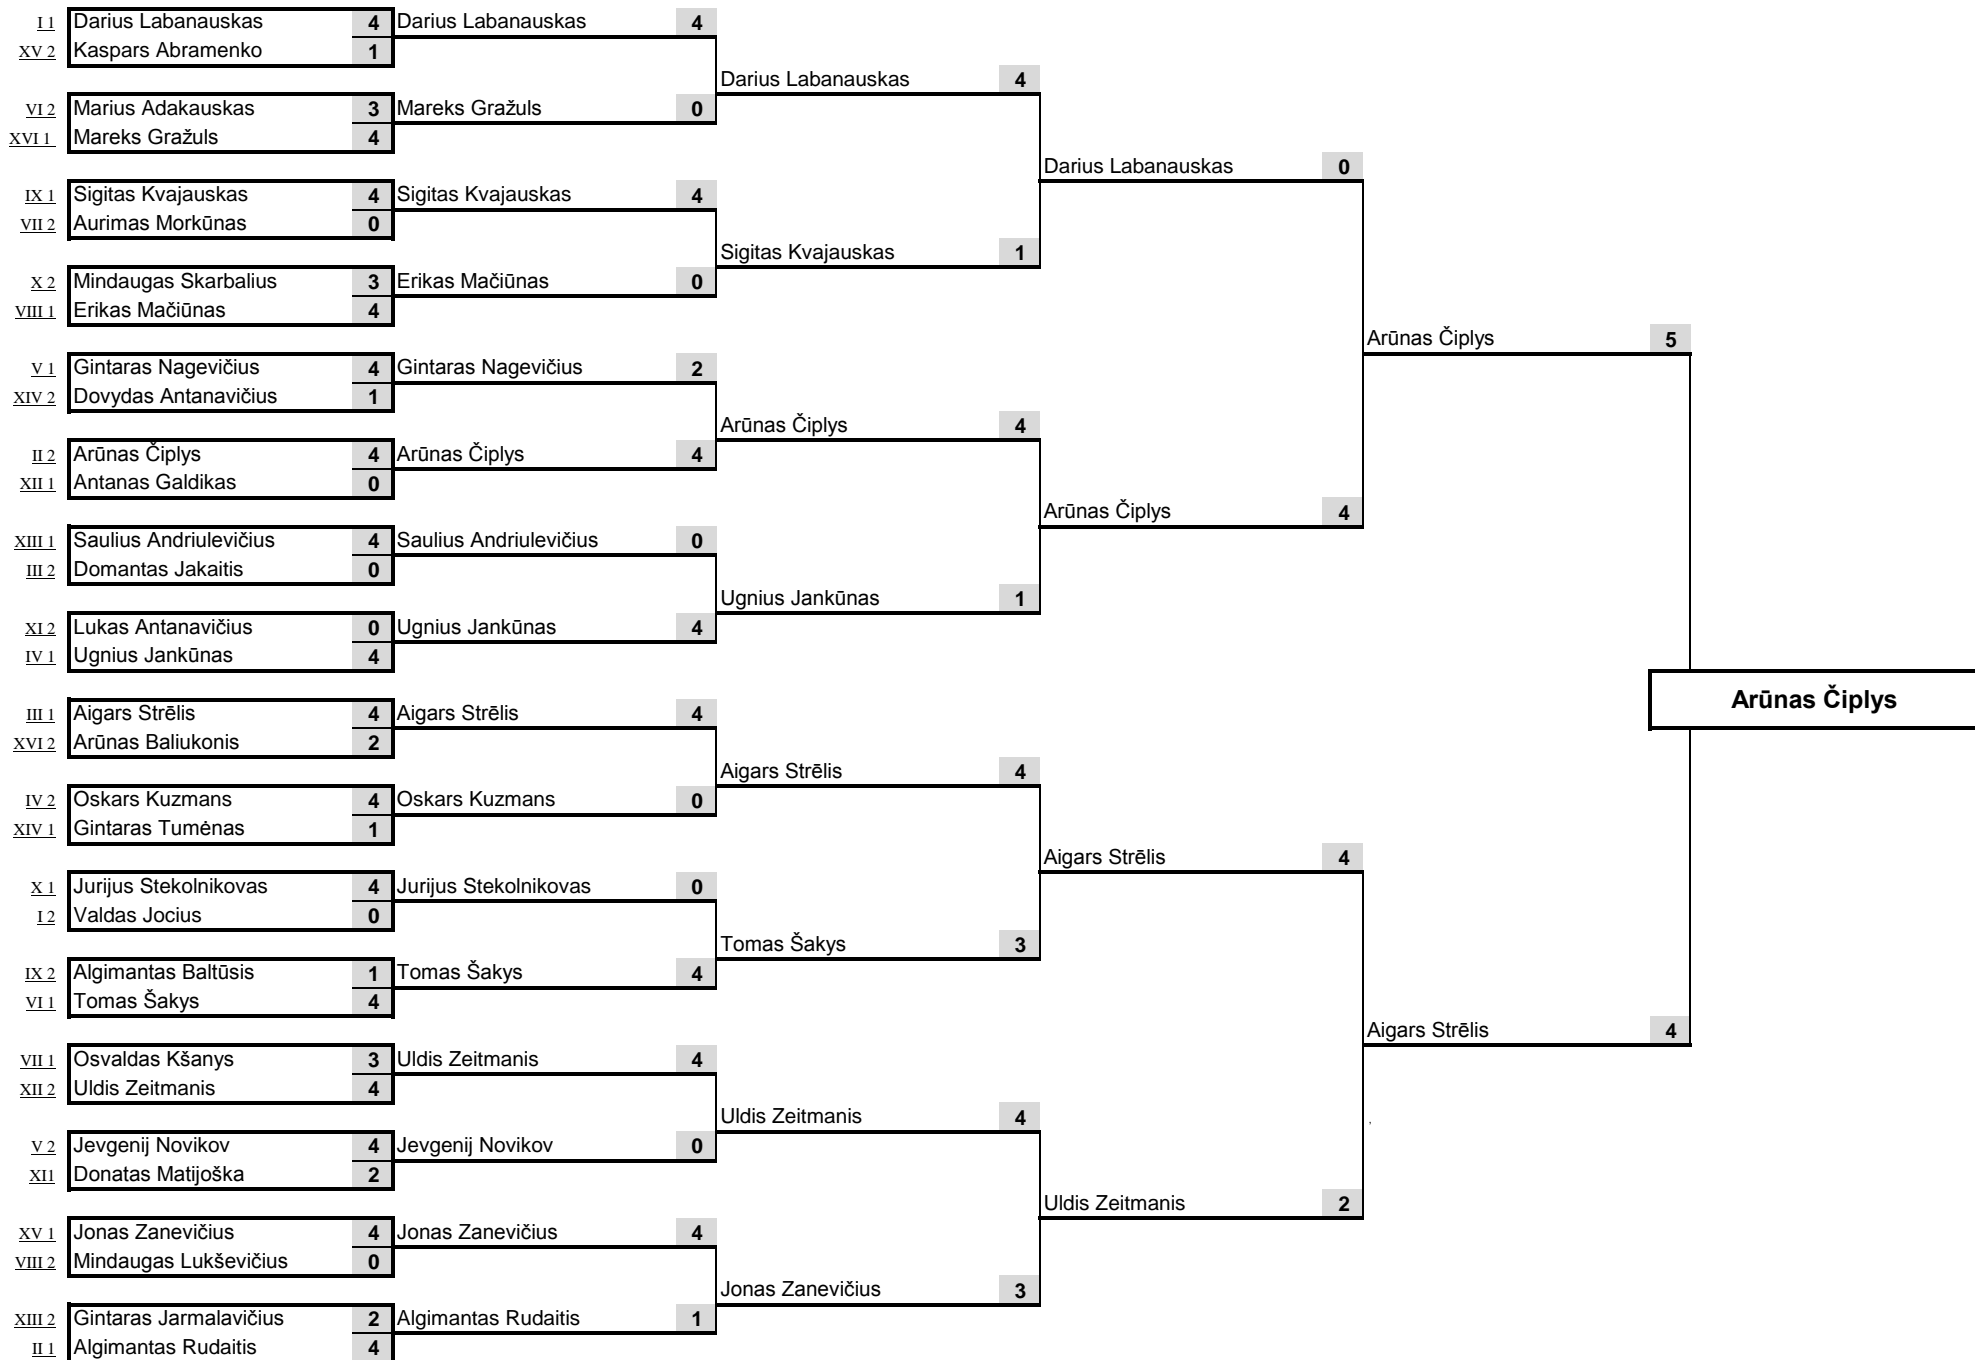 I 1 Darius Labanauskas 4 Darius Labanauskas 4
XV 2 Kaspars Abramenko 1
Darius Labanauskas 4
VI 2 Marius Adakauskas 3 Mareks Gražuls 0
XVI 1 Mareks Gražuls 4
Darius Labanauskas 0
IX 1 Sigitas Kvajauskas 4 Sigitas Kvajauskas 4
VII 2 Aurimas Morkūnas 0
Sigitas Kvajauskas 1
X 2 Mindaugas Skarbalius 3 Erikas Mačiūnas 0
VIII 1 Erikas Mačiūnas 4
Arūnas Čiplys 5
V 1 Gintaras Nagevičius 4 Gintaras Nagevičius 2
XIV 2 Dovydas Antanavičius 1
Arūnas Čiplys 4
II 2 Arūnas Čiplys 4 Arūnas Čiplys 4
XII 1 Antanas Galdikas 0
Arūnas Čiplys 4
XIII 1 Saulius Andriulevičius 4 Saulius Andriulevičius 0
III 2 Domantas Jakaitis 0
Ugnius Jankūnas 1
XI 2 Lukas Antanavičius 0 Ugnius Jankūnas 4
IV 1 Ugnius Jankūnas 4
Arūnas Čiplys
III 1 Aigars Strēlis 4 Aigars Strēlis 4
XVI 2 Arūnas Baliukonis 2
Aigars Strēlis 4
IV 2 Oskars Kuzmans 4 Oskars Kuzmans 0
XIV 1 Gintaras Tumėnas 1
Aigars Strēlis 4
X 1 Jurijus Stekolnikovas 4 Jurijus Stekolnikovas 0
I 2 Valdas Jocius 0
Tomas Šakys 3
IX 2 Algimantas Baltūsis 1 Tomas Šakys 4
VI 1 Tomas Šakys 4
Aigars Strēlis 4
VII 1 Osvaldas Kšanys 3 Uldis Zeitmanis 4
XII 2 Uldis Zeitmanis 4
Uldis Zeitmanis 4
V 2 Jevgenij Novikov 4 Jevgenij Novikov 0
XI1 Donatas Matijoška 2
Uldis Zeitmanis 2
XV 1 Jonas Zanevičius 4 Jonas Zanevičius 4
VIII 2 Mindaugas Lukševičius 0
Jonas Zanevičius 3
XIII 2 Gintaras Jarmalavičius 2 Algimantas Rudaitis 1
II 1 Algimantas Rudaitis 4